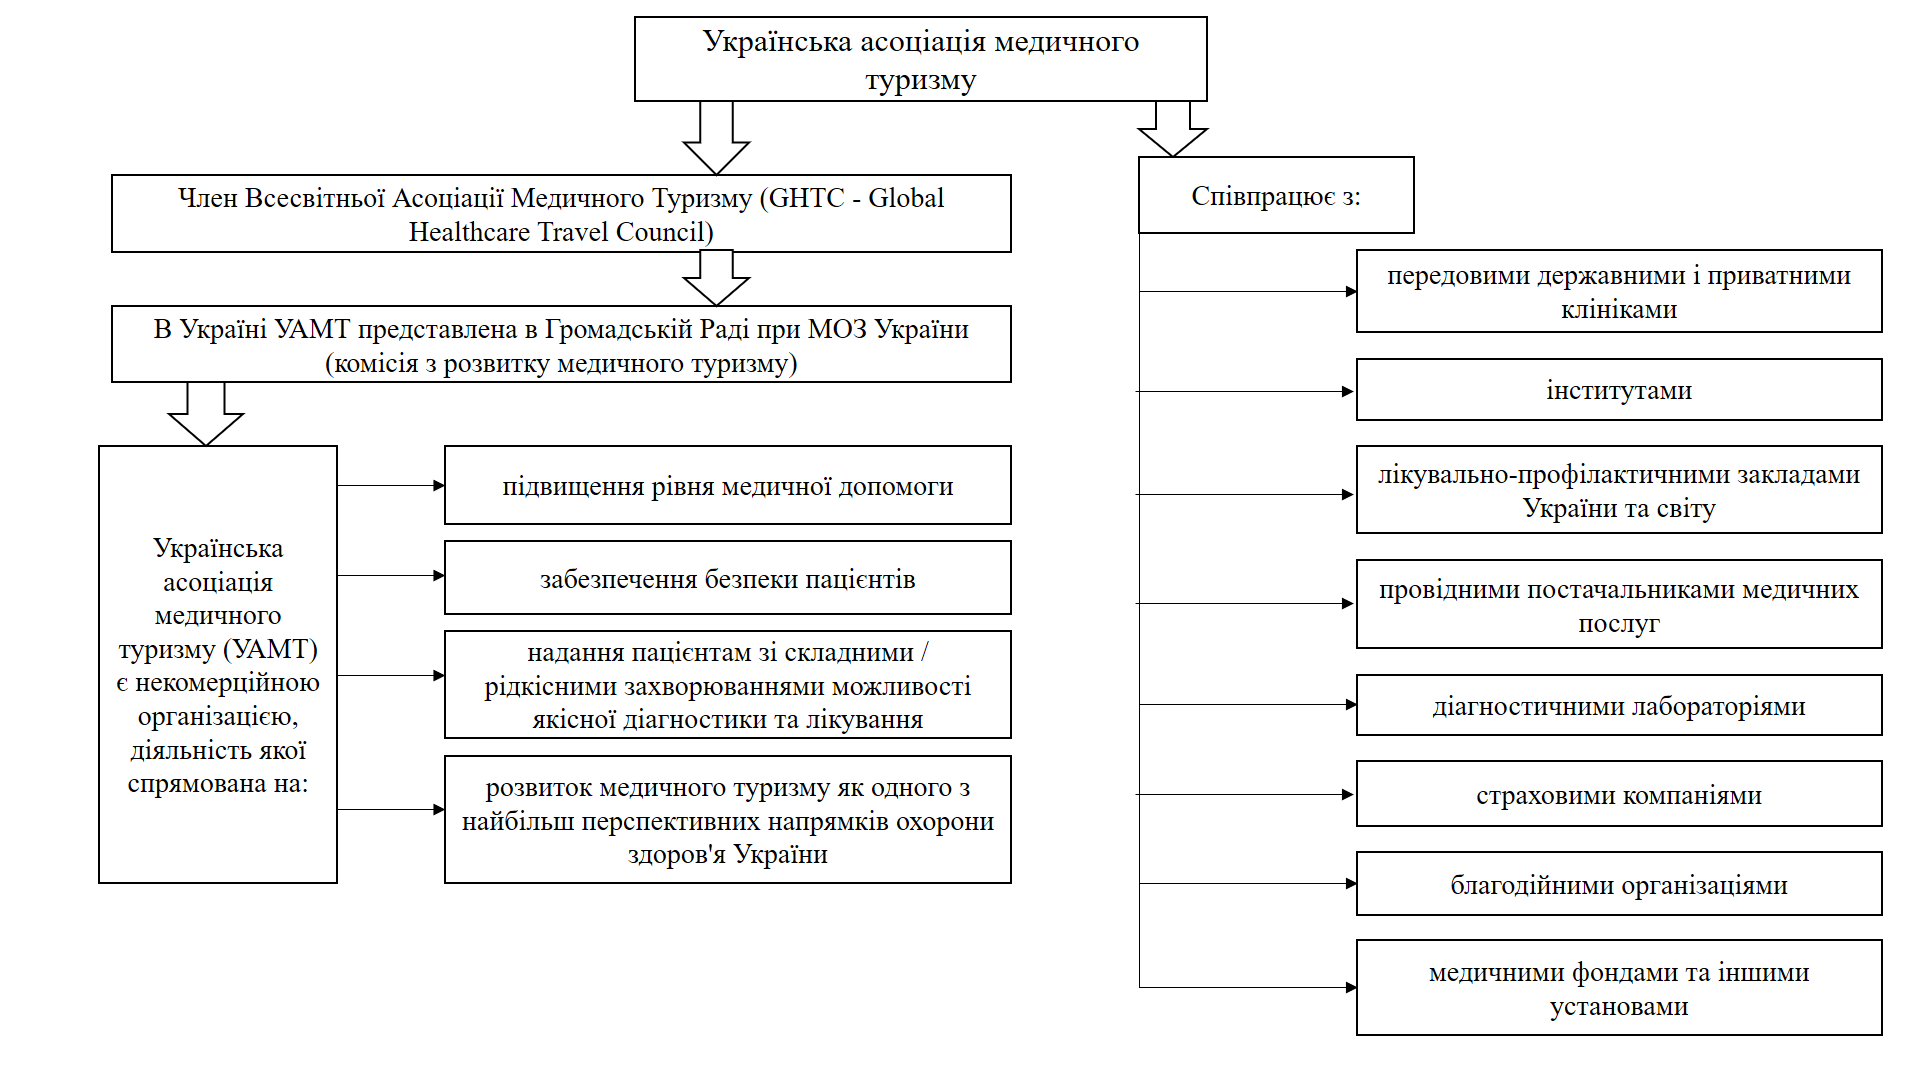 Українська асоціація медичного
туризму
Член Всесвітньої Асоціації Медичного Туризму (GHTC - Global
Healthcare Travel Council)
В Україні УАМТ представлена в Громадській Раді при МОЗ України
(комісія з розвитку медичного туризму)
Українська
асоціація
медичного
туризму (УАМТ)
є некомерційною
організацією,
діяльність якої
спрямована на:
підвищення рівня медичної допомоги
забезпечення безпеки пацієнтів
надання пацієнтам зі складними /
рідкісними захворюваннями можливості
якісної діагностики та лікування
розвиток медичного туризму як одного з
найбільш перспективних напрямків охорони
здоров'я України
Співпрацює з:
передовими державними і приватними
клініками
інститутами
лікувально-профілактичними закладами
України та світу
провідними постачальниками медичних
послуг
діагностичними лабораторіями
страховими компаніями
благодійними організаціями
медичними фондами та іншими
установами